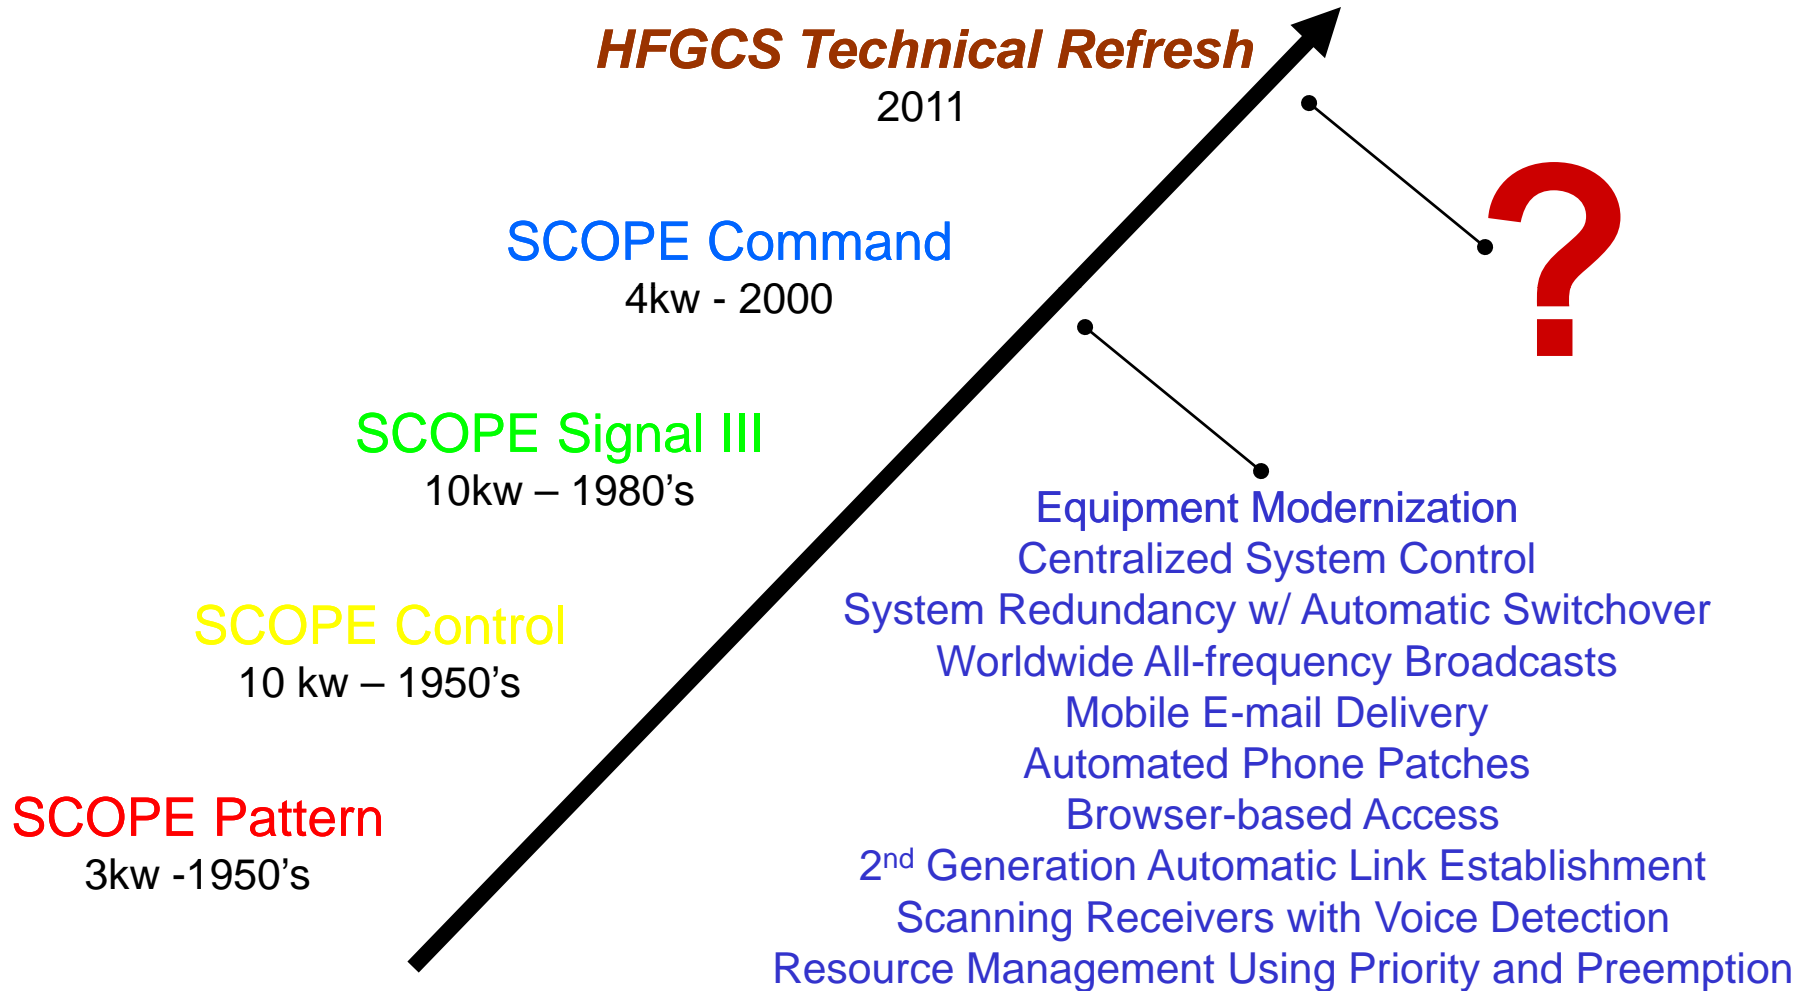 HFGCS Technical Refresh
2011
SCOPE Command
4kw - 2000
?
SCOPE Signal III
10kw – 1980’s
SCOPE Control
10 kw – 1950’s
SCOPE Pattern
3kw -1950’s
Equipment Modernization
Centralized System Control
System Redundancy w/ Automatic Switchover
Worldwide All-frequency Broadcasts
Mobile E-mail Delivery
Automated Phone Patches
Browser-based Access
2nd Generation Automatic Link Establishment
Scanning Receivers with Voice Detection
Resource Management Using Priority and Preemption